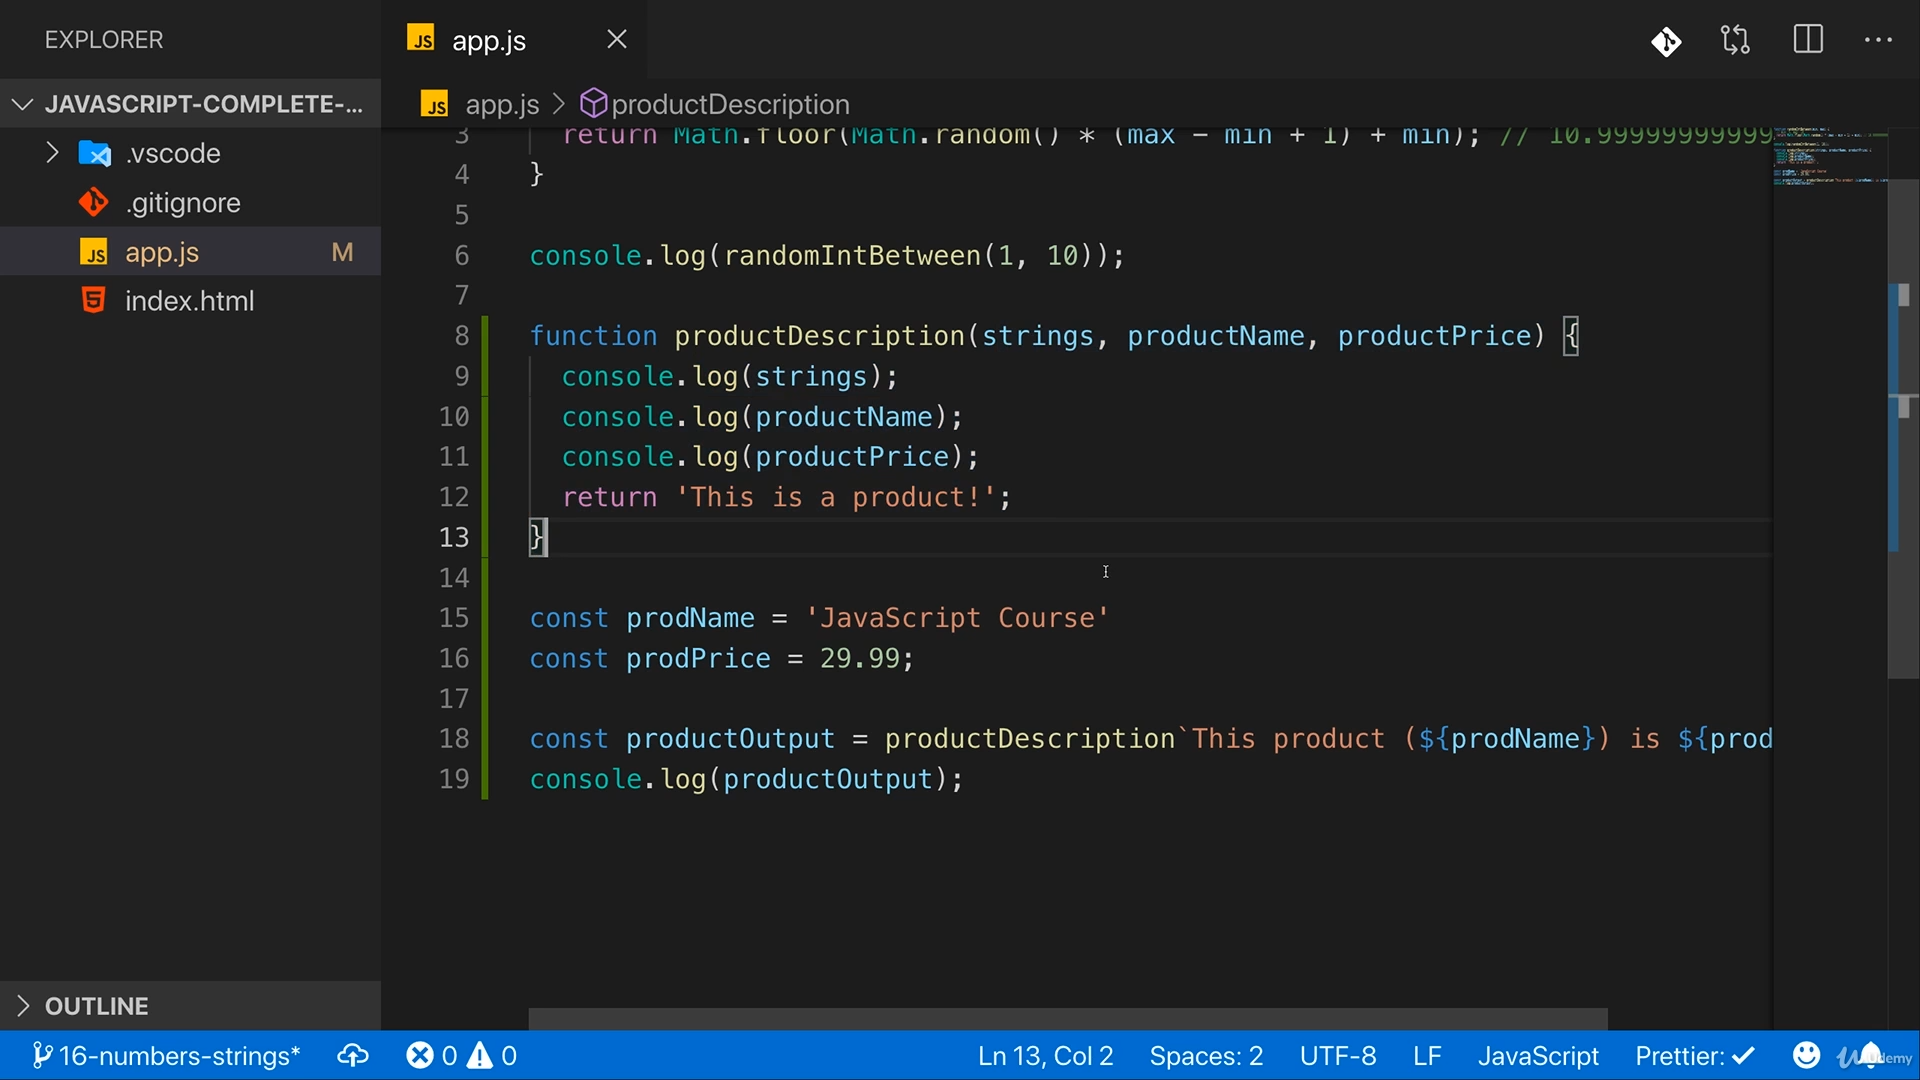 EXPLORER
JS app.js
JAVASCRIPT-COMPLETE-...
JS app.js > productDescription
.vscode
.gitignore
JS app.js M
index.html
3 return Math.floor(Math.random() * (max - min + 1) + min); // 10.999999999999
4 }
5
6 console.log(randomIntBetween(1, 10));
7
8 function productDescription(strings, productName, productPrice) {
9 console.log(strings);
10 console.log(productName);
11 console.log(productPrice);
12 return 'This is a product!';
13 }
14
15 const prodName = 'JavaScript Course'
16 const prodPrice = 29.99;
17
18 const productOutput = productDescription`This product (${prodName}) is ${prod
19 console.log(productOutput);
OUTLINE
16-numbers-strings* 0 0 Ln 13, Col 2 Spaces: 2 UTF-8 LF JavaScript Prettier: ✓ Udemy